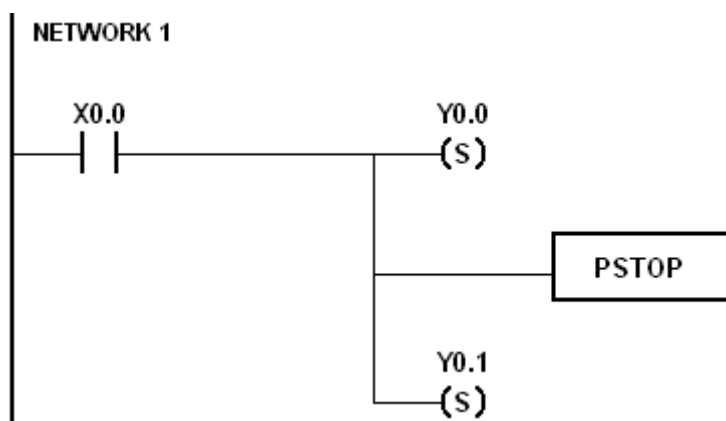 NETWORK 1
X0.0
Y0.0
(S)
PSTOP
Y0.1
(S)